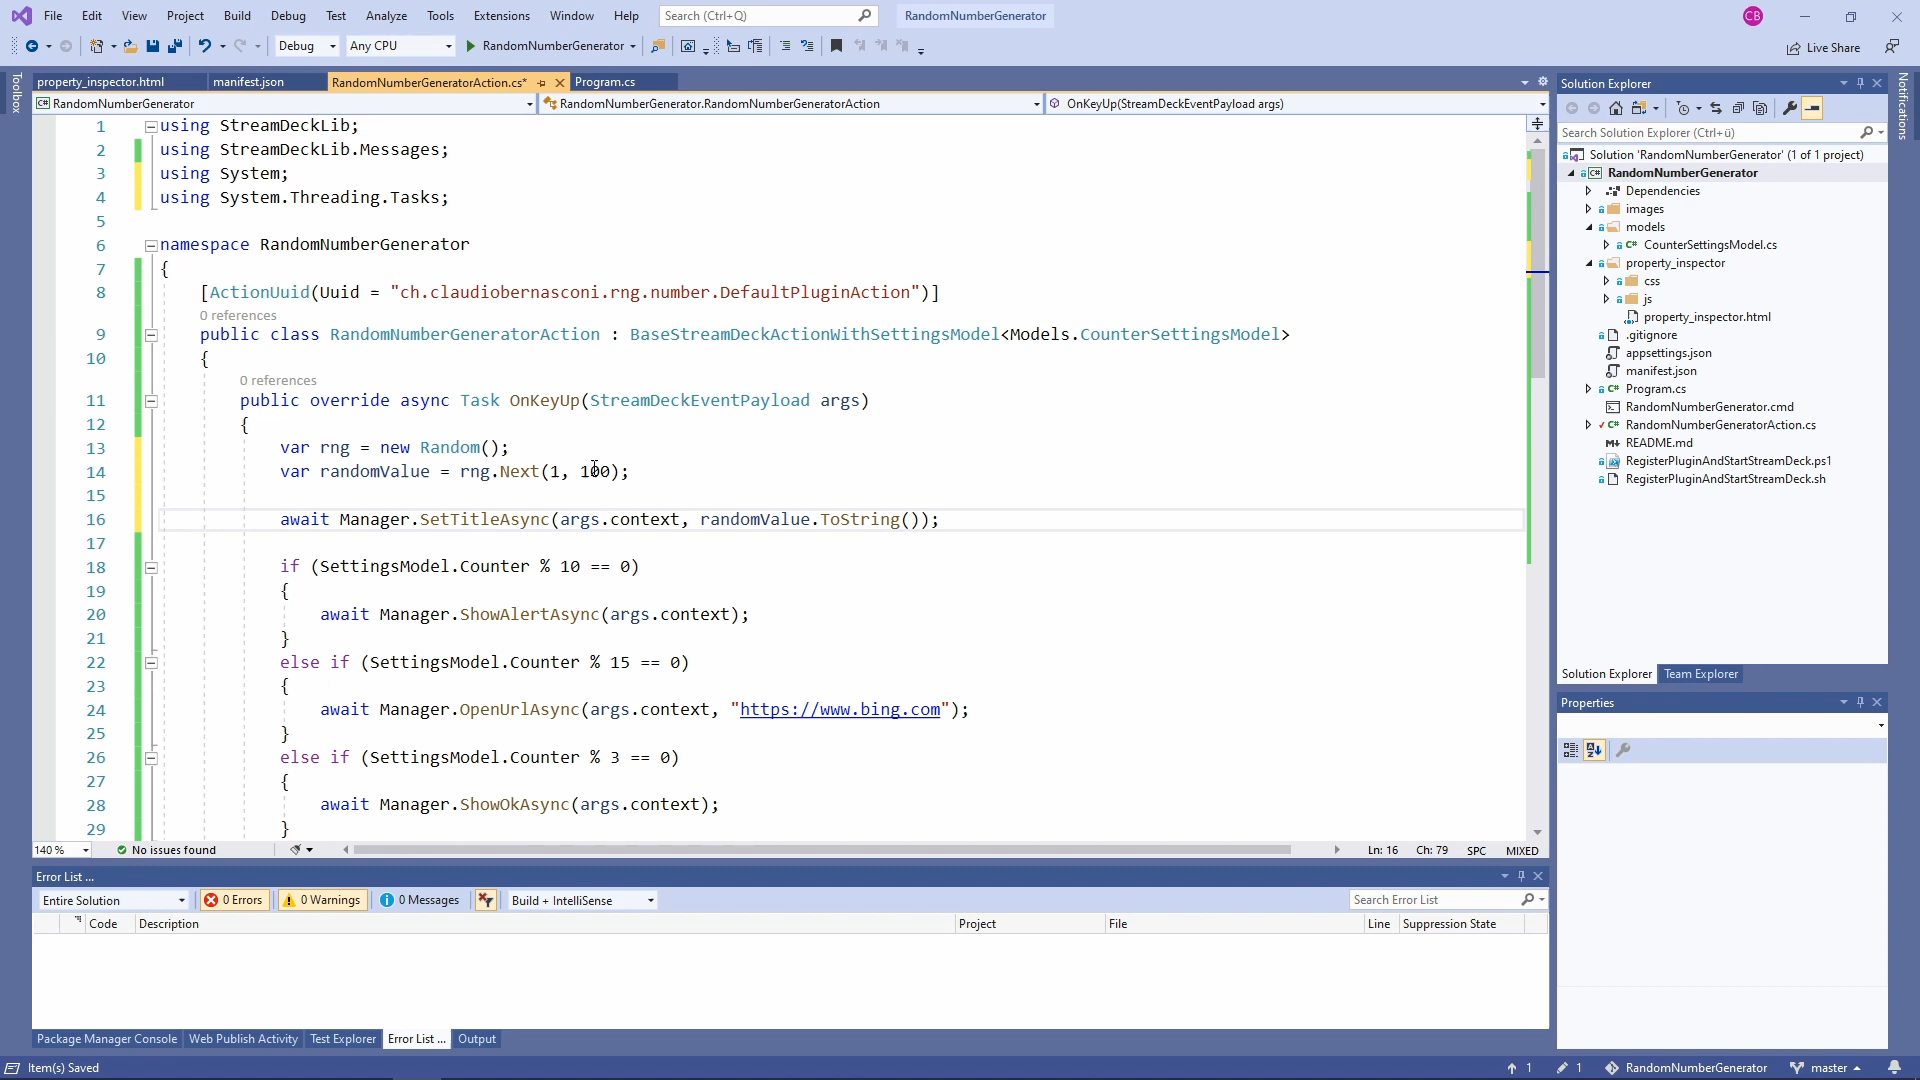 File Edit View Project Build Debug Test Analyze Tools Extensions Window Help Search (Ctrl+Q) RandomNumberGenerator CB
Debug Any CPU RandomNumberGenerator Live Share
Toolbox
property_inspector.html manifest.json RandomNumberGeneratorAction.cs* Program.cs
RandomNumberGenerator RandomNumberGenerator.RandomNumberGeneratorAction OnKeyUp(StreamDeckEventPayload args)
1 using StreamDeckLib;
2 using StreamDeckLib.Messages;
3 using System;
4 using System.Threading.Tasks;
5
6 namespace RandomNumberGenerator
7 {
8 [ActionUuid(Uuid = "ch.claudiobernasconi.rng.number.DefaultPluginAction")]
0 references
9 public class RandomNumberGeneratorAction : BaseStreamDeckActionWithSettingsModel<Models.CounterSettingsModel>
10 {
0 references
11 public override async Task OnKeyUp(StreamDeckEventPayload args)
12 {
13 var rng = new Random();
14 var randomValue = rng.Next(1, 100);
15
16 await Manager.SetTitleAsync(args.context, randomValue.ToString());
17
18 if (SettingsModel.Counter % 10 == 0)
19 {
20 await Manager.ShowAlertAsync(args.context);
21 }
22 else if (SettingsModel.Counter % 15 == 0)
23 {
24 await Manager.OpenUrlAsync(args.context, "https://www.bing.com");
25 }
26 else if (SettingsModel.Counter % 3 == 0)
27 {
28 await Manager.ShowOkAsync(args.context);
29 }
140 % No issues found Ln: 16 Ch: 79 SPC MIXED
Error List ...
Entire Solution 0 Errors 0 Warnings 0 Messages Build + IntelliSense Search Error List
Code Description Project File Line Suppression State
Package Manager Console Web Publish Activity Test Explorer Error List ... Output
Solution Explorer
Search Solution Explorer (Ctrl+ü)
Solution 'RandomNumberGenerator' (1 of 1 project)
RandomNumberGenerator
Dependencies
images
models
CounterSettingsModel.cs
property_inspector
css
js
property_inspector.html
.gitignore
appsettings.json
manifest.json
Program.cs
RandomNumberGenerator.cmd
RandomNumberGeneratorAction.cs
README.md
RegisterPluginAndStartStreamDeck.ps1
RegisterPluginAndStartStreamDeck.sh
Solution Explorer Team Explorer
Properties
Notifications
Item(s) Saved 1 1 RandomNumberGenerator master